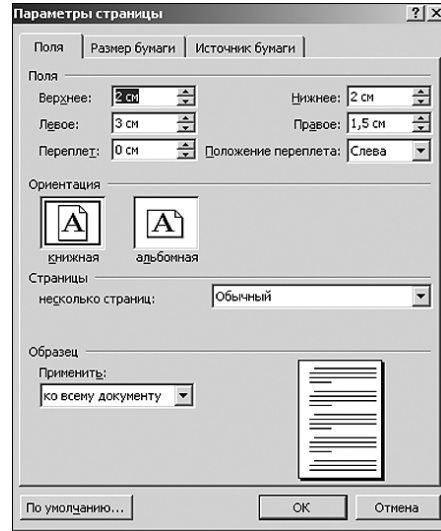 Параметры страницы
Поля Размер бумаги Источник бумаги
Поля
Верхнее: 2 см Нижнее: 2 см
Левое: 3 см Правое: 1,5 см
Переплет: 0 см Положение переплета: Слева
Ориентация
A A
книжная альбомная
Страницы
несколько страниц: Обычный
Образец
Применить:
ко всему документу
По умолчанию... ОК Отмена